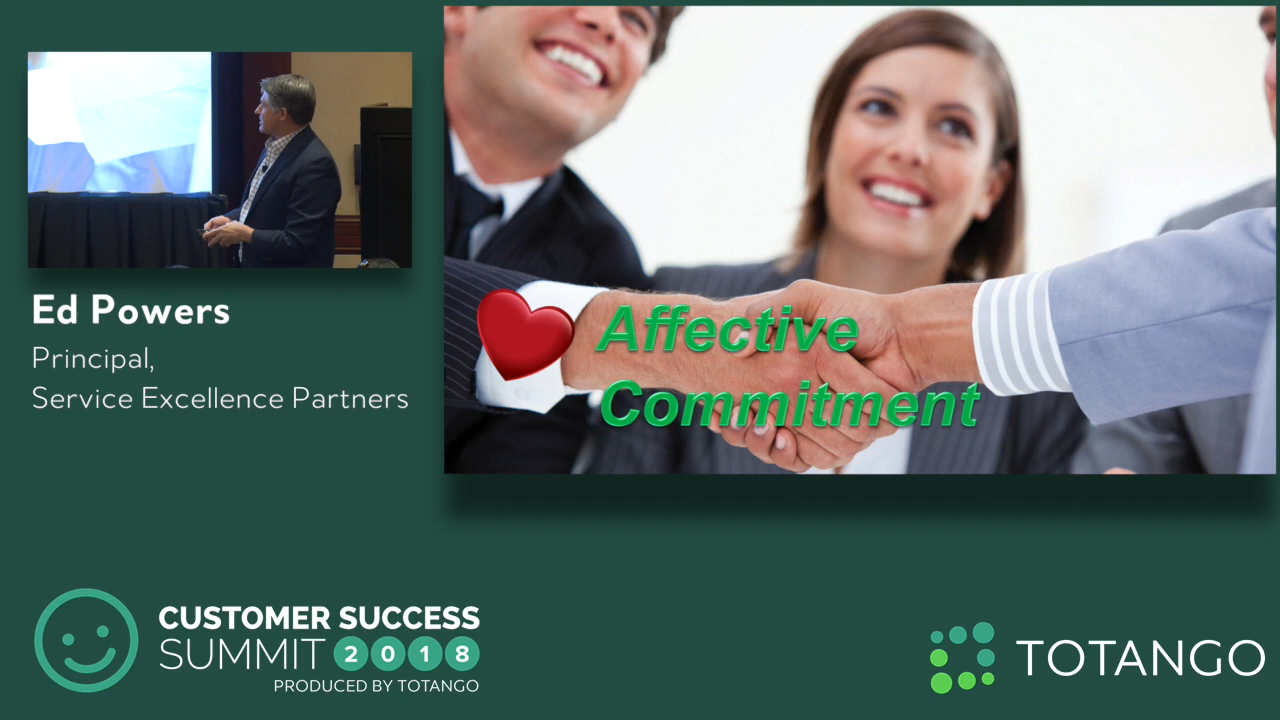 Ed Powers
Principal,
Service Excellence Partners
Affective
Commitment
CUSTOMER SUCCESS
SUMMIT 2018
PRODUCED BY TOTANGO
TOTANGO